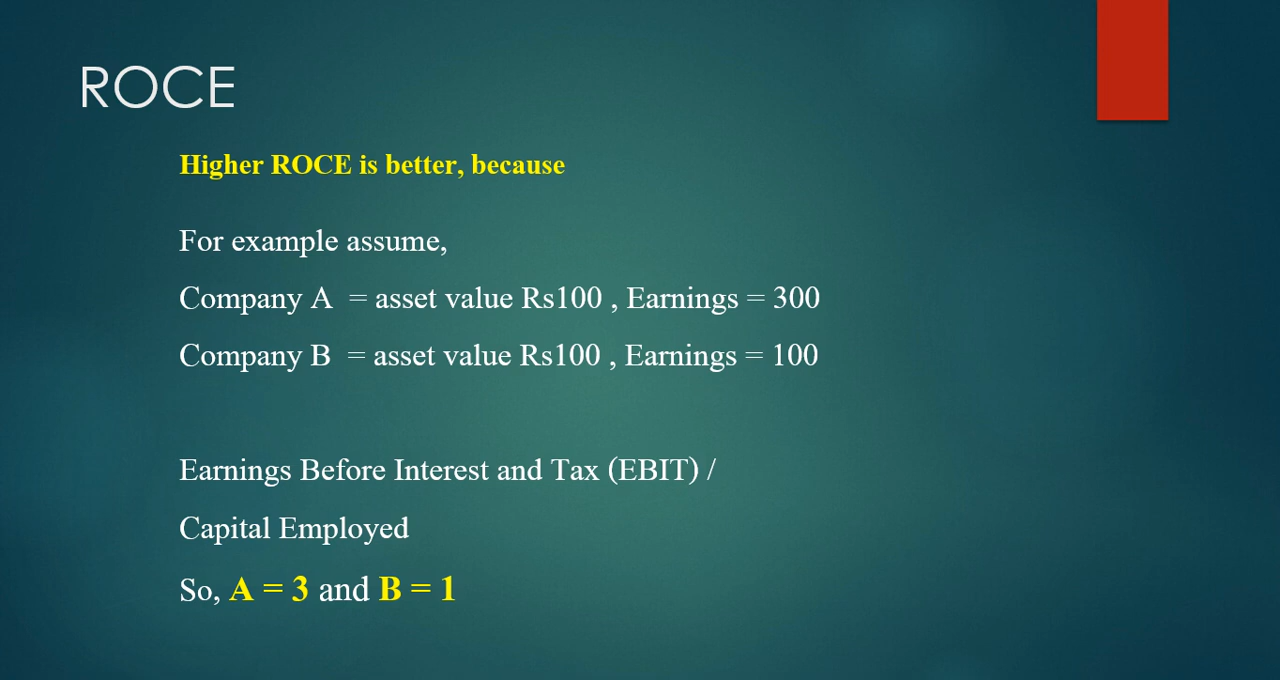 ROCE
Higher ROCE is better, because
For example assume,
Company A = asset value Rs100 , Earnings = 300
Company B = asset value Rs100 , Earnings = 100
Earnings Before Interest and Tax (EBIT) /
Capital Employed
So, A = 3 and B = 1